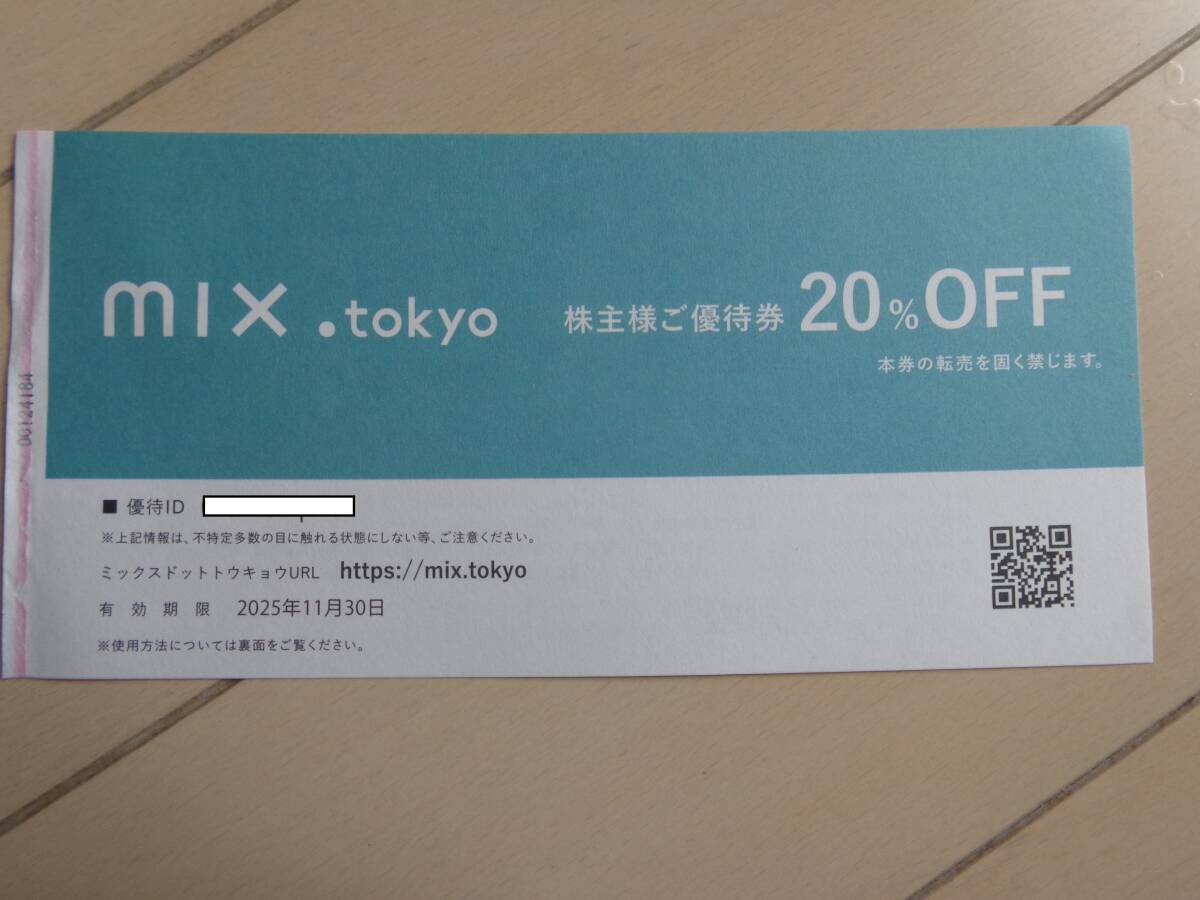 mix .tokyo
株主様ご優待券 20%OFF
本券の転売を固く禁じます。
00124184
■ 優待ID
※上記情報は、不特定多数の目に触れる状態にしない等、ご注意ください。
ミックスドットトウキョウURL https://mix.tokyo
有効期限 2025年11月30日
※使用方法については裏面をご覧ください。